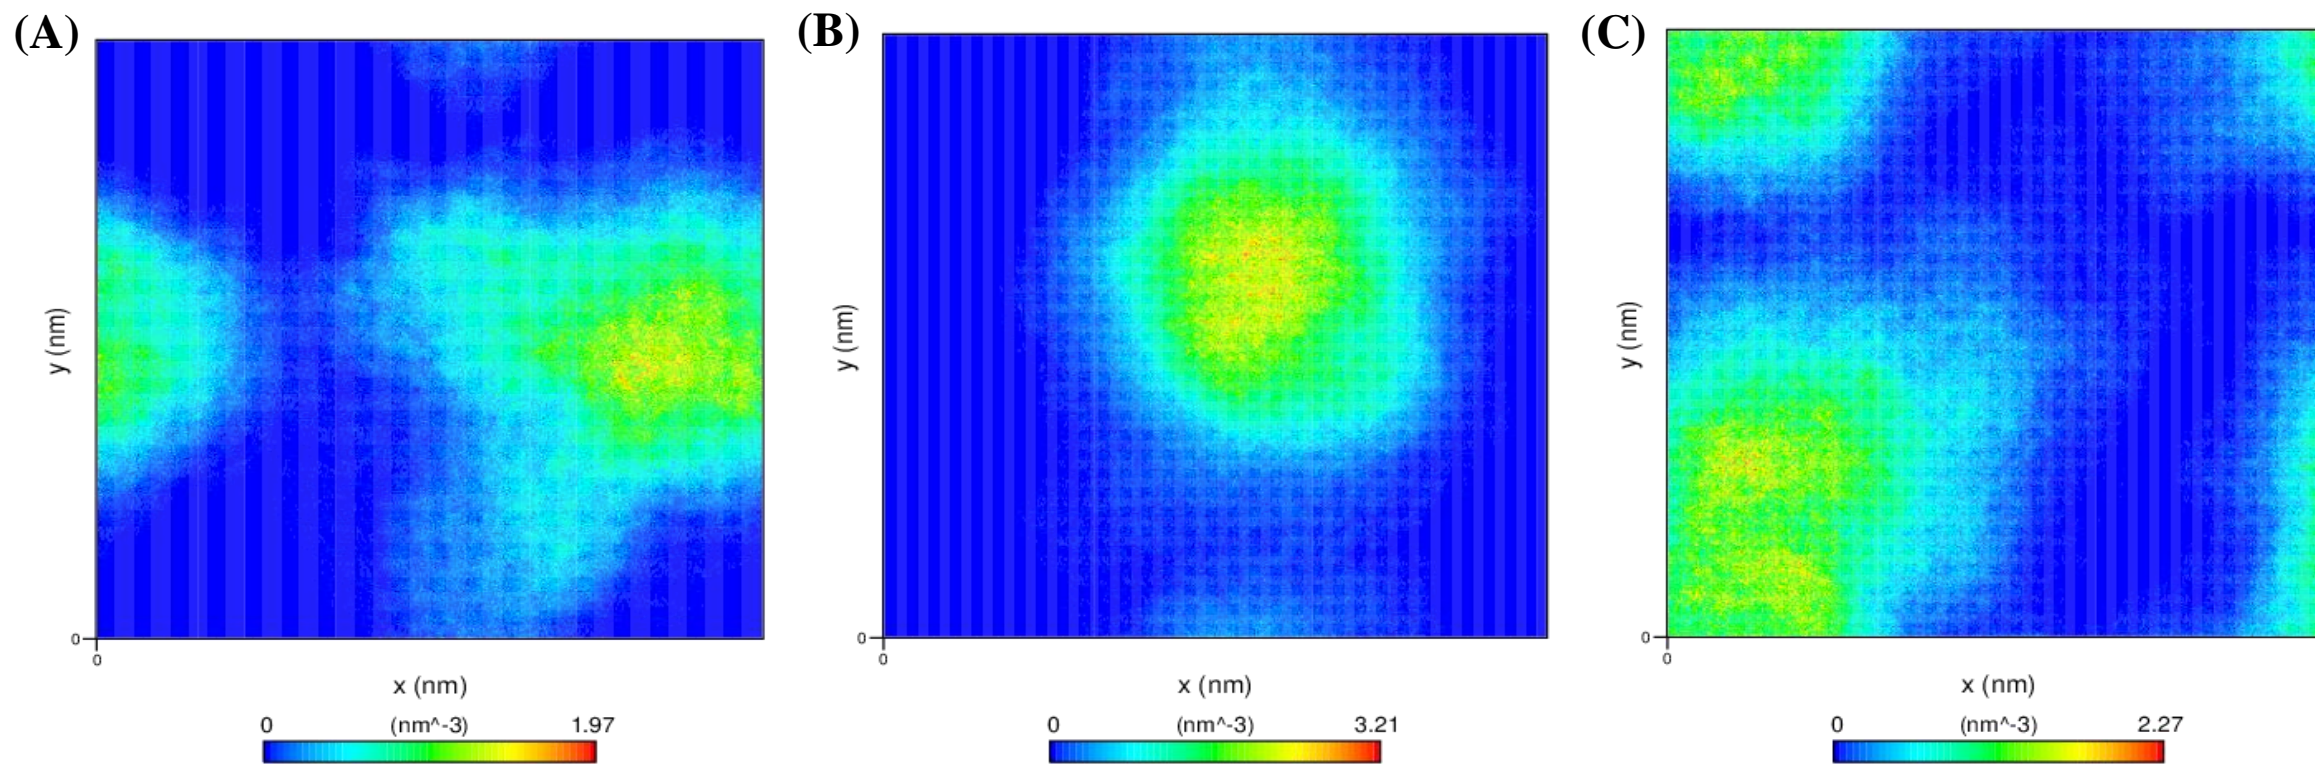 (A) (B) (C)
y (nm) y (nm) y (nm)
0 0 0
0 0 0
x (nm) x (nm) x (nm)
0 (nm^-3) 1.97 0 (nm^-3) 3.21 0 (nm^-3) 2.27